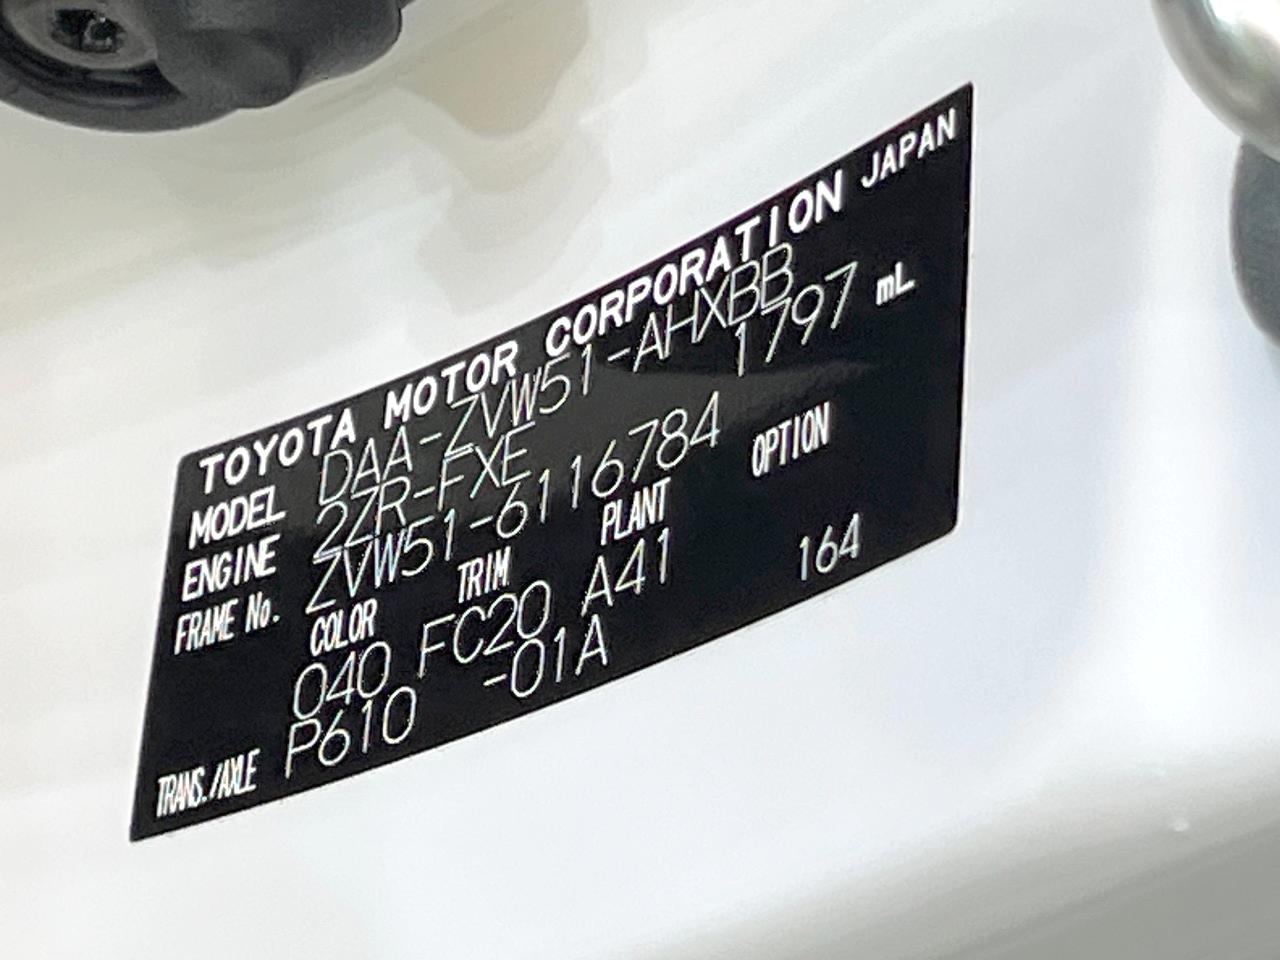 TOYOTA MOTOR CORPORATION JAPAN
MODEL DAA-ZVW51-AHXBB
ENGINE 2ZR-FXE 1797 mL
FRAME No. ZVW51-6116784
COLOR TRIM PLANT OPTION
040 FC20 A41 164
TRANS./AXLE P610 -01A